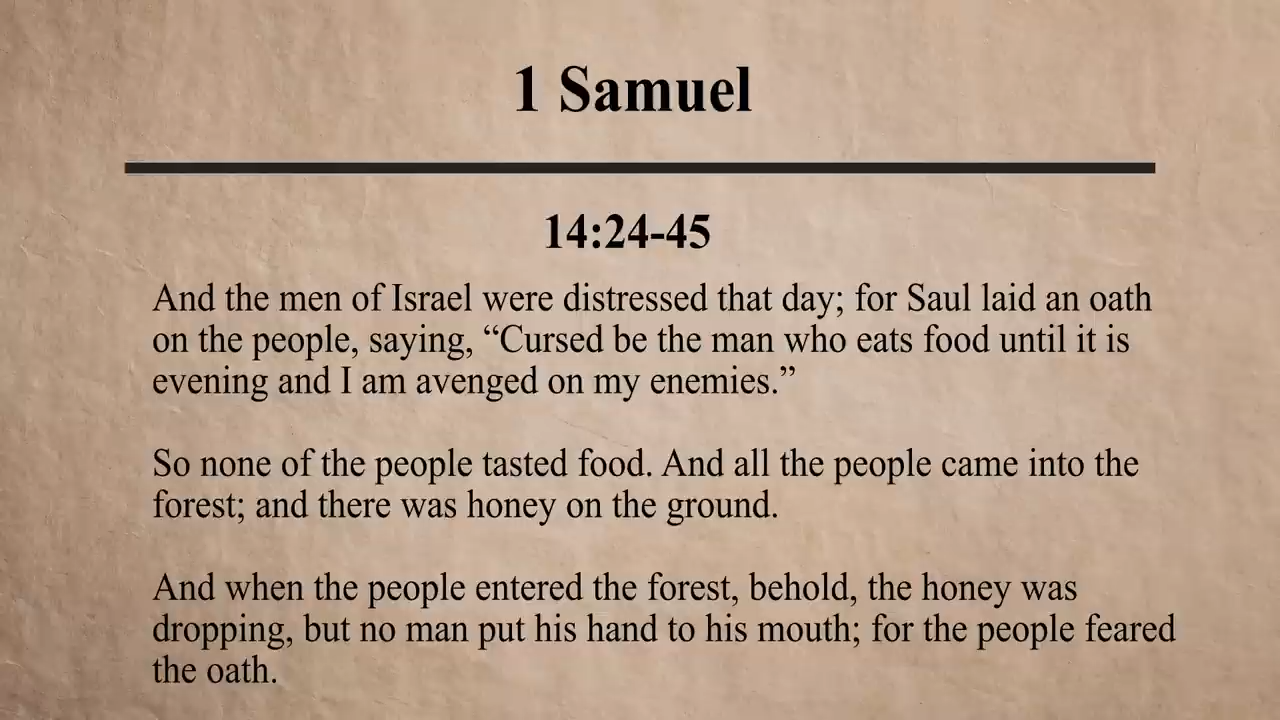 1 Samuel
14:24-45
And the men of Israel were distressed that day; for Saul laid an oath
on the people, saying, “Cursed be the man who eats food until it is
evening and I am avenged on my enemies.”
So none of the people tasted food. And all the people came into the
forest; and there was honey on the ground.
And when the people entered the forest, behold, the honey was
dropping, but no man put his hand to his mouth; for the people feared
the oath.